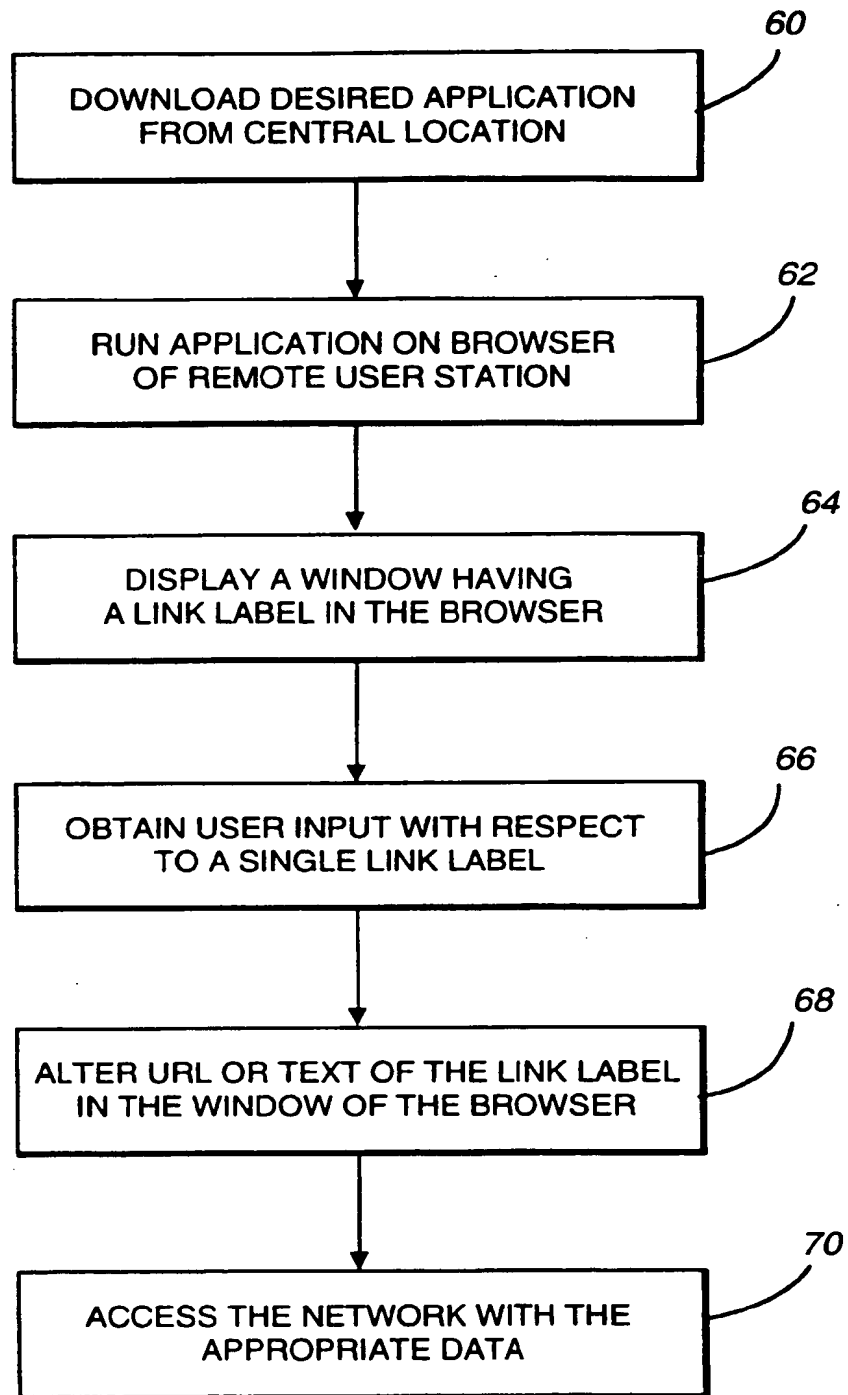 60
DOWNLOAD DESIRED APPLICATION
FROM CENTRAL LOCATION
62
RUN APPLICATION ON BROWSER
OF REMOTE USER STATION
64
DISPLAY A WINDOW HAVING
A LINK LABEL IN THE BROWSER
66
OBTAIN USER INPUT WITH RESPECT
TO A SINGLE LINK LABEL
68
ALTER URL OR TEXT OF THE LINK LABEL
IN THE WINDOW OF THE BROWSER
70
ACCESS THE NETWORK WITH THE
APPROPRIATE DATA